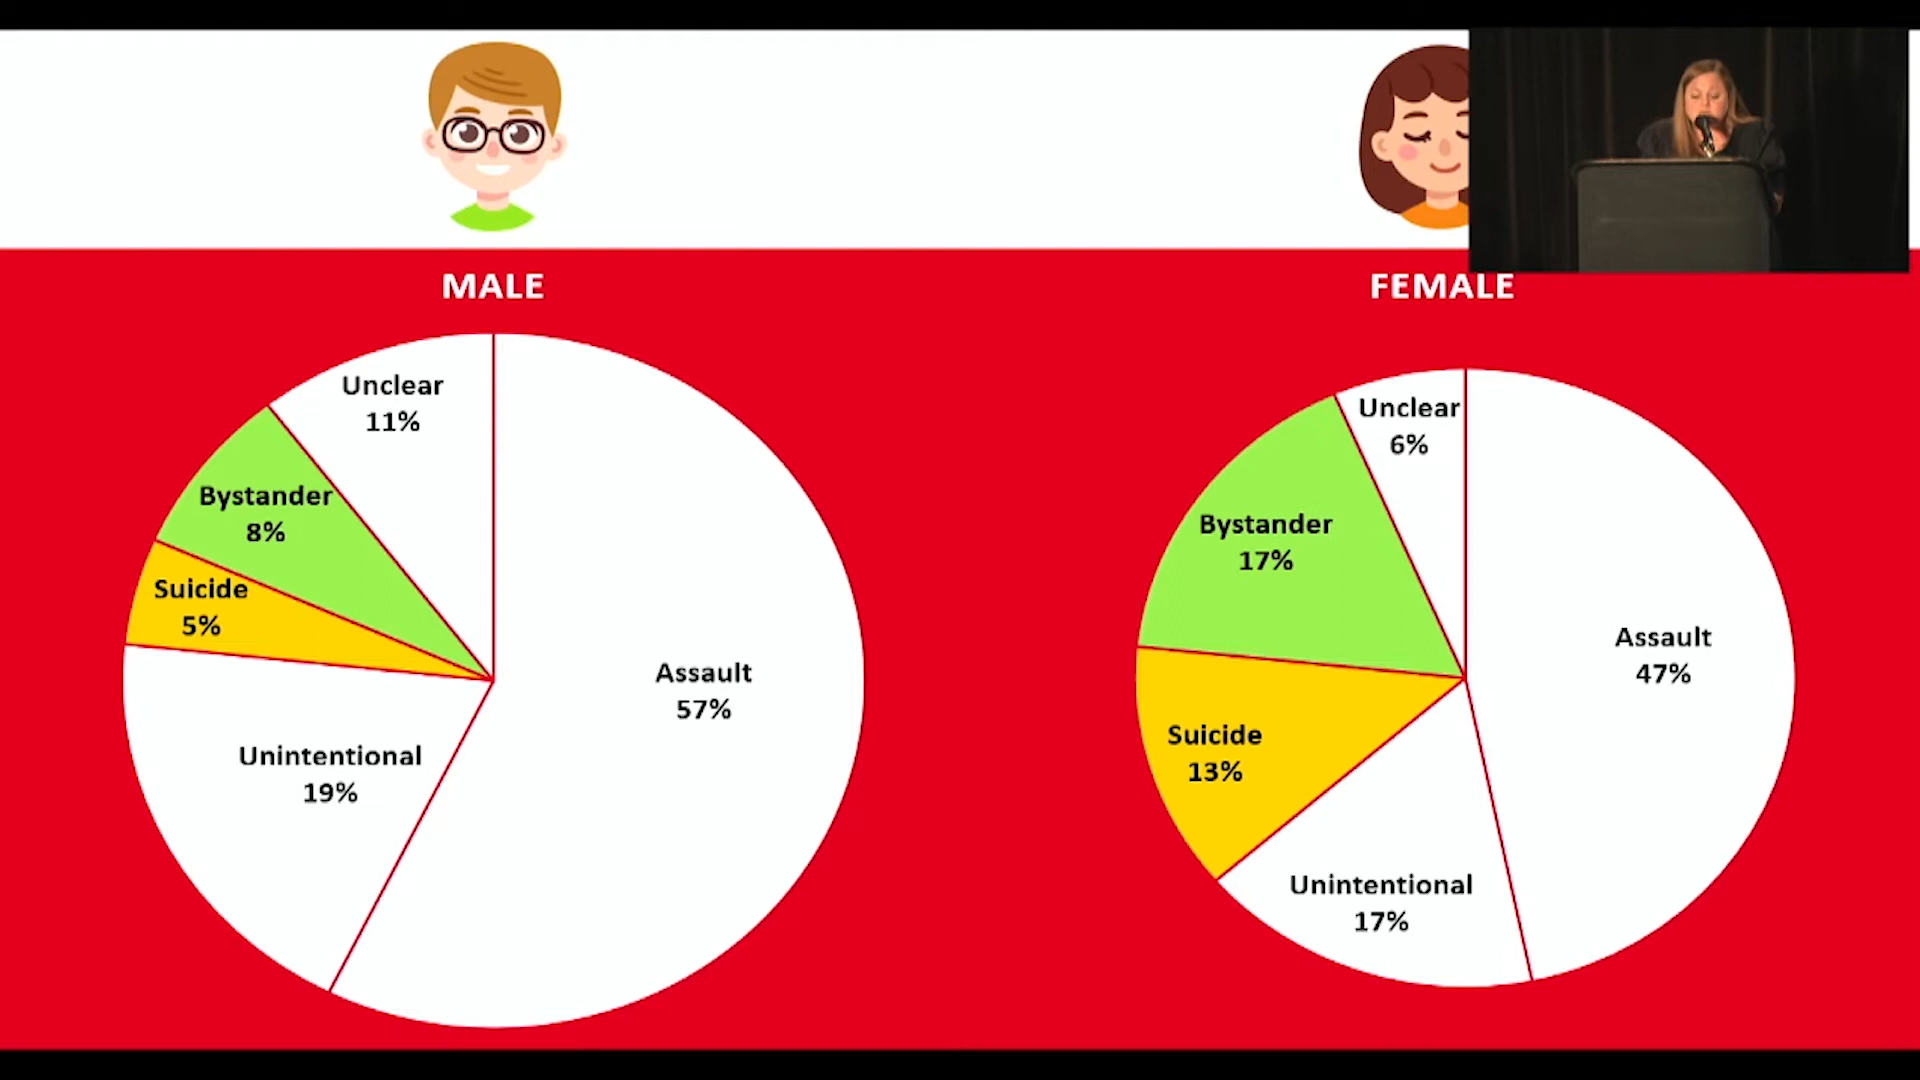 MALE
FEMALE
Unclear
11%
Bystander
8%
Suicide
5%
Unintentional
19%
Assault
57%
Unclear
6%
Bystander
17%
Suicide
13%
Unintentional
17%
Assault
47%